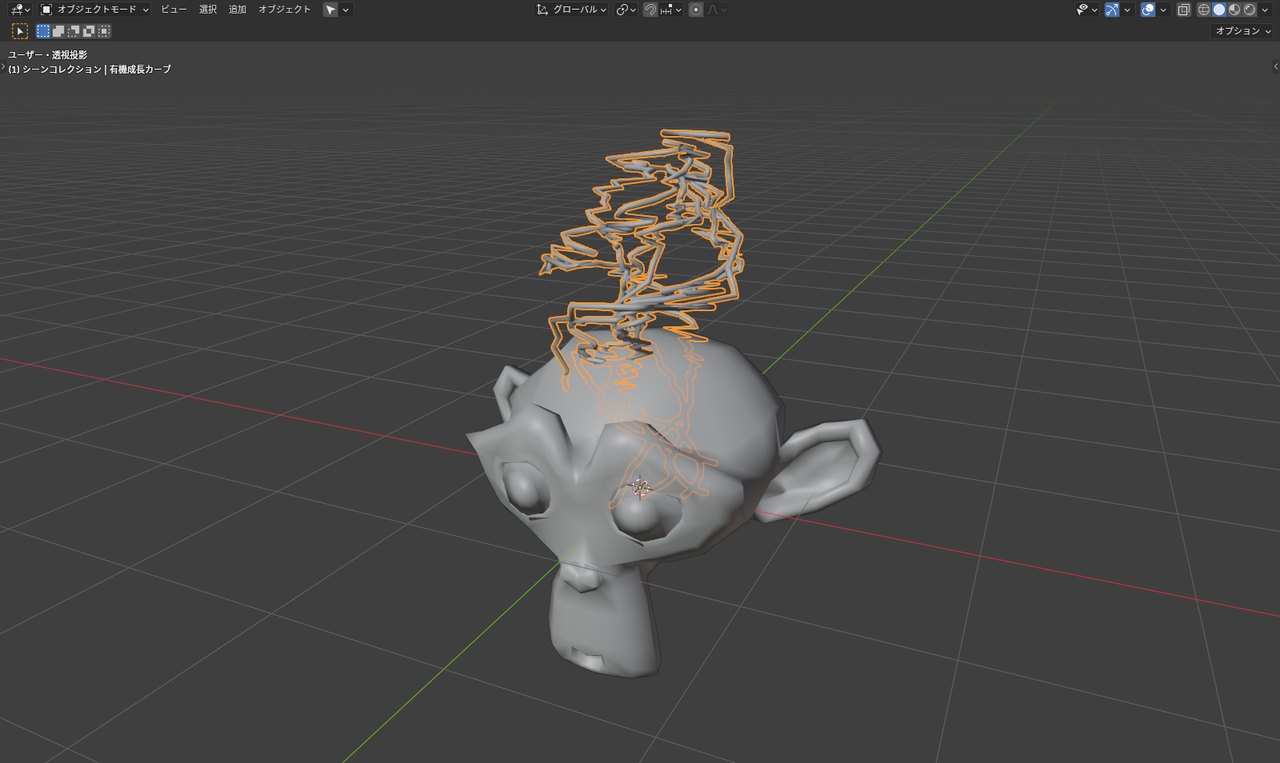 オブジェクトモード ビュー 選択 追加 オブジェクト グローバル
オプション
ユーザー・透視投影
(1) シーンコレクション | 有機成長カーブ